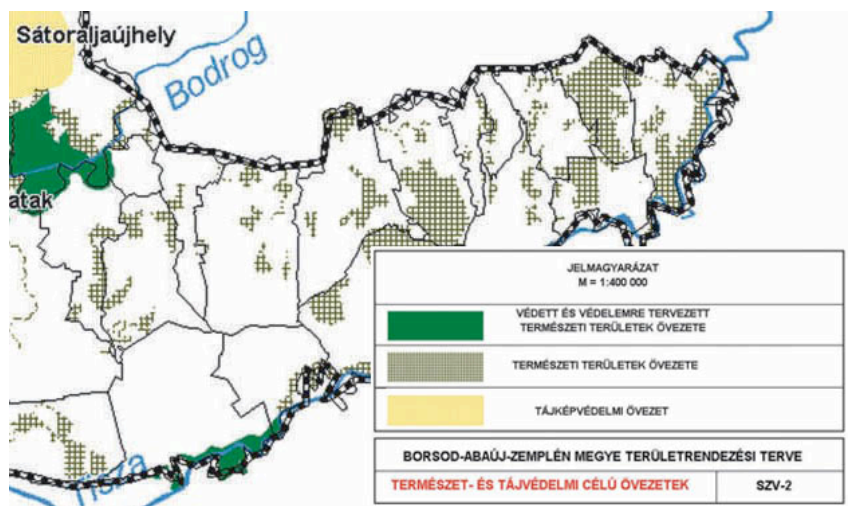 Sátoraljaújhely
Bodrog
atak
Tisza
JELMAGYARÁZAT
M = 1:400 000
VÉDETT ÉS VÉDELEMRE TERVEZETT
TERMÉSZETI TERÜLETEK ÖVEZETE
TERMÉSZETI TERÜLETEK ÖVEZETE
TÁJKÉPVÉDELMI ÖVEZET
BORSOD-ABAÚJ-ZEMPLÉN MEGYE TERÜLETRENDEZÉSI TERVE
TERMÉSZET- ÉS TÁJVÉDELMI CÉLÚ ÖVEZETEK
SZV-2